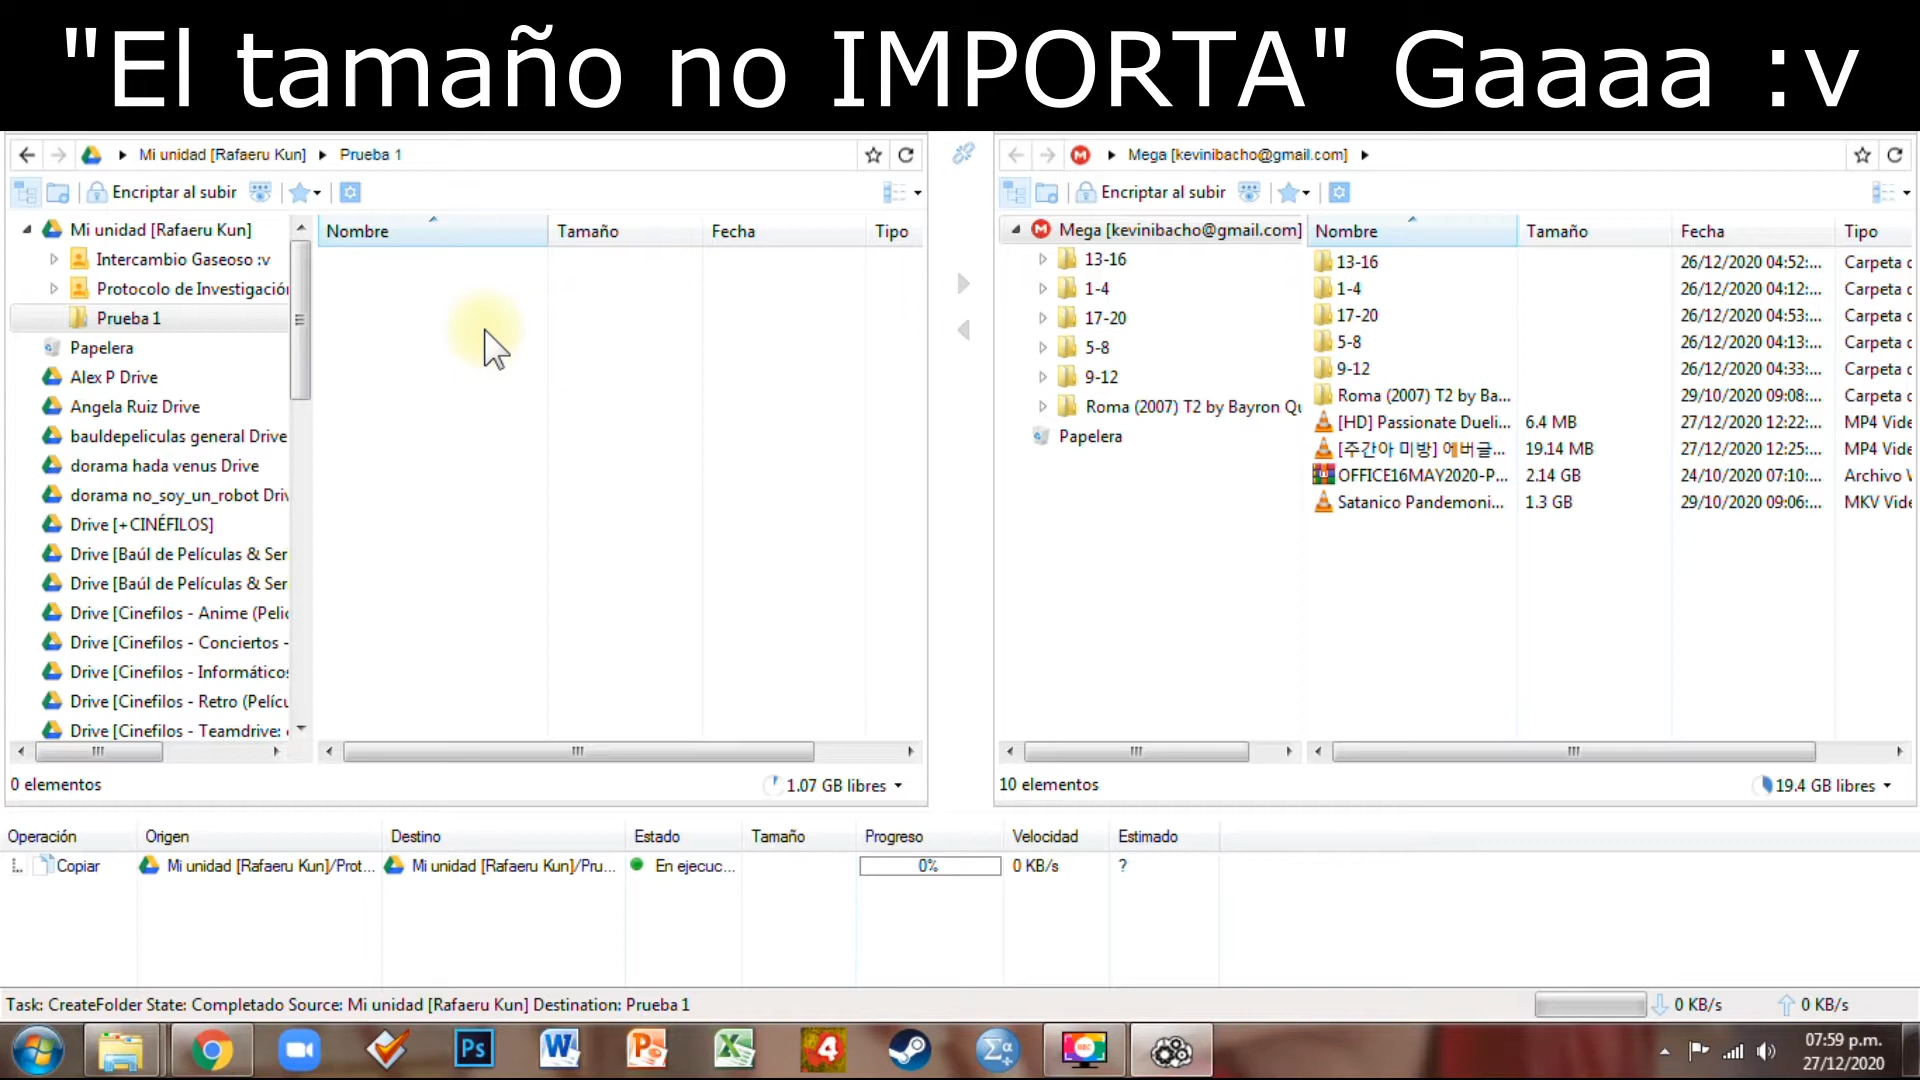 "El tamaño no IMPORTA" Gaaaa :v
Mi unidad [Rafaeru Kun] Prueba 1
Encriptar al subir
Mi unidad [Rafaeru Kun]
Intercambio Gaseoso :v
Protocolo de Investigación
Prueba 1
Papelera
Alex P Drive
Angela Ruiz Drive
bauldepeliculas general Drive
dorama hada venus Drive
dorama no_soy_un_robot Driv
Drive [+CINÉFILOS]
Drive [Baúl de Películas & Ser
Drive [Baúl de Películas & Ser
Drive [Cinefilos - Anime (Pelic
Drive [Cinefilos - Conciertos -
Drive [Cinefilos - Informáticos
Drive [Cinefilos - Retro (Pelícu
Drive [Cinefilos - Teamdrive:
Nombre Tamaño Fecha Tipo
0 elementos 1.07 GB libres
Mega [kevinibacho@gmail.com]
Encriptar al subir
Mega [kevinibacho@gmail.com]
13-16
1-4
17-20
5-8
9-12
Roma (2007) T2 by Bayron Qu
Papelera
Nombre Tamaño Fecha Tipo
13-16 26/12/2020 04:52:... Carpeta c
1-4 26/12/2020 04:12:... Carpeta c
17-20 26/12/2020 04:53:... Carpeta c
5-8 26/12/2020 04:13:... Carpeta c
9-12 26/12/2020 04:33:... Carpeta c
Roma (2007) T2 by Ba... 29/10/2020 09:08:... Carpeta c
[HD] Passionate Dueli... 6.4 MB 27/12/2020 12:22:... MP4 Vide
[주간아 미방] 에버글... 19.14 MB 27/12/2020 12:25:... MP4 Vide
OFFICE16MAY2020-P... 2.14 GB 24/10/2020 07:10:... Archivo V
Satanico Pandemoni... 1.3 GB 29/10/2020 09:06:... MKV Vide
10 elementos 19.4 GB libres
Operación Origen Destino Estado Tamaño Progreso Velocidad Estimado
Copiar Mi unidad [Rafaeru Kun]/Prot... Mi unidad [Rafaeru Kun]/Pru... En ejecuc... 0% 0 KB/s ?
Task: CreateFolder State: Completado Source: Mi unidad [Rafaeru Kun] Destination: Prueba 1 0 KB/s 0 KB/s
Ps
4
Σα
REC
07:59 p.m.
27/12/2020